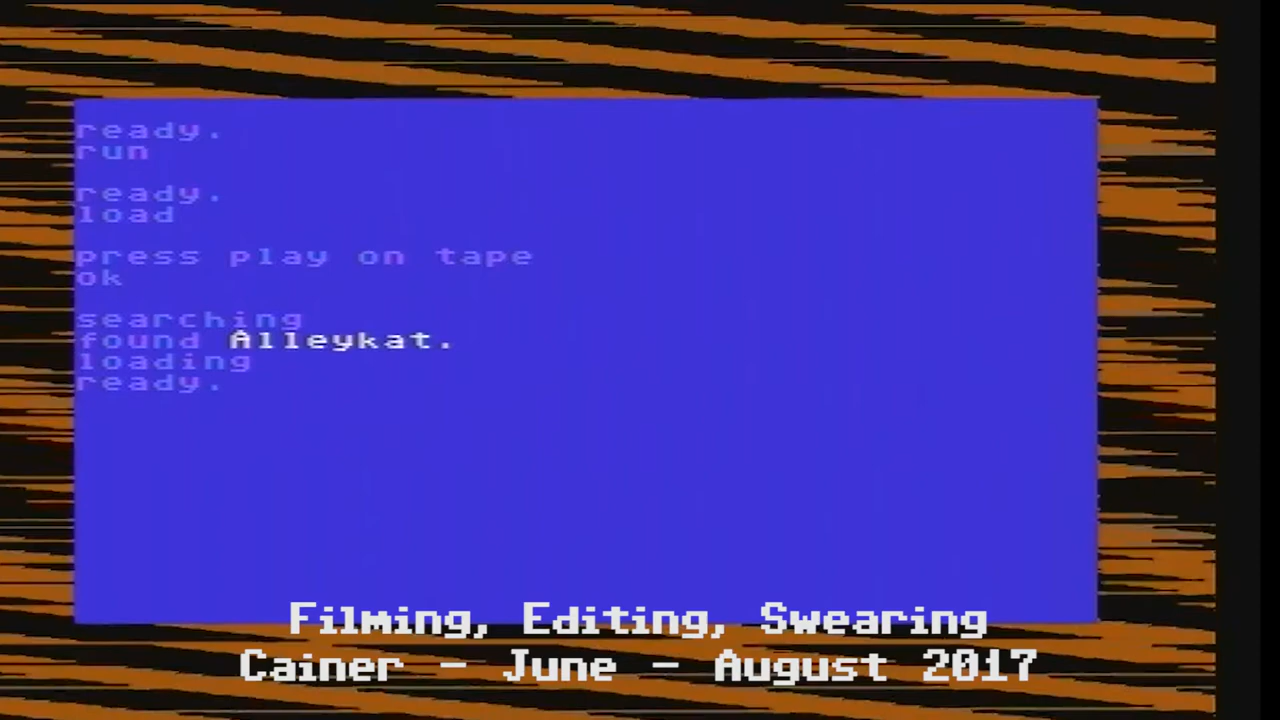 ready.
run
ready.
load
press play on tape
ok
searching
found Alleykat.
loading
ready.
Filming, Editing, Swearing
Cainer - June - August 2017